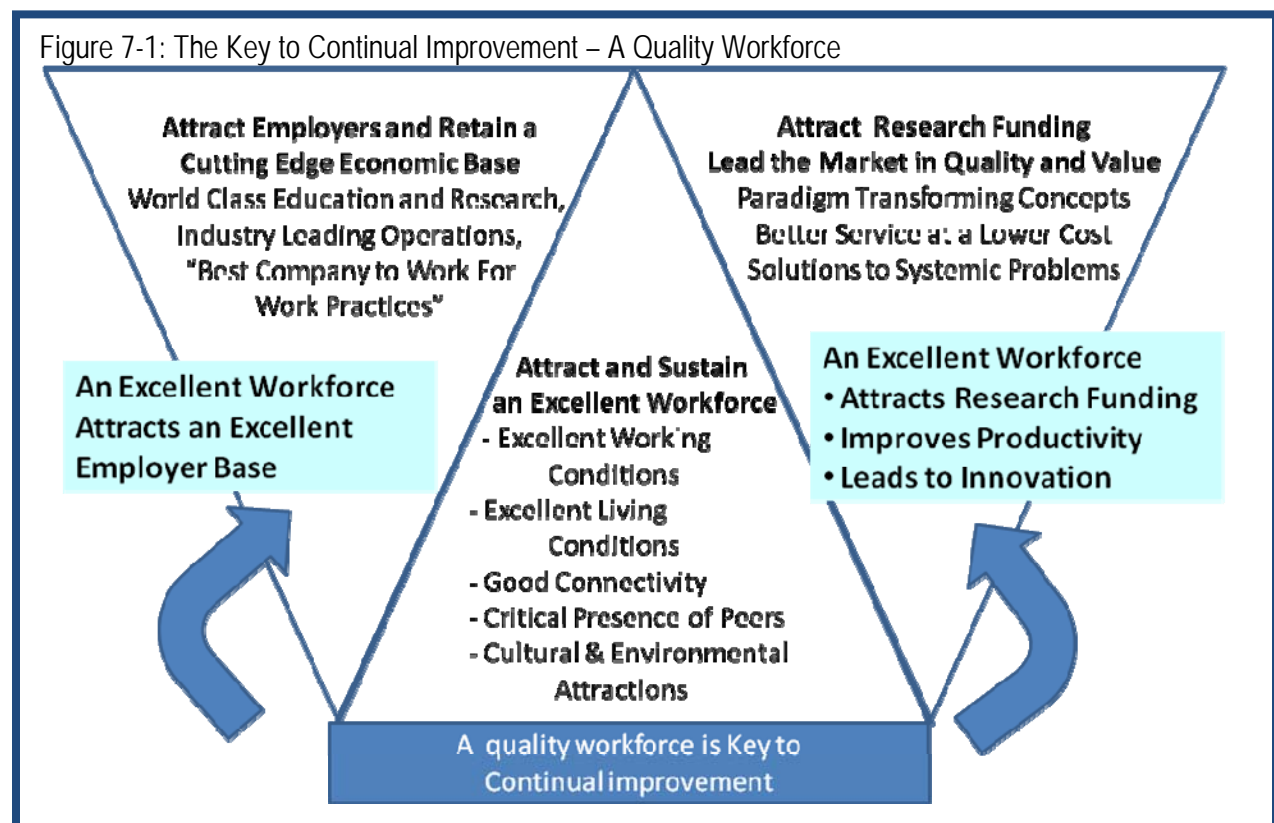 Figure 7-1: The Key to Continual Improvement – A Quality Workforce
Attract Employers and Retain a
Cutting Edge Economic Base
World Class Education and Research,
Industry Leading Operations,
"Best Company to Work For
Work Practices"
Attract Research Funding
Lead the Market in Quality and Value
Paradigm Transforming Concepts
Better Service at a Lower Cost
Solutions to Systemic Problems
An Excellent Workforce
Attracts an Excellent
Employer Base
Attract and Sustain
an Excellent Workforce
- Excellent Working
Conditions
- Excellent Living
Conditions
- Good Connectivity
- Critical Presence of Peers
- Cultural & Environmental
Attractions
An Excellent Workforce
• Attracts Research Funding
• Improves Productivity
• Leads to Innovation
A quality workforce is Key to
Continual improvement